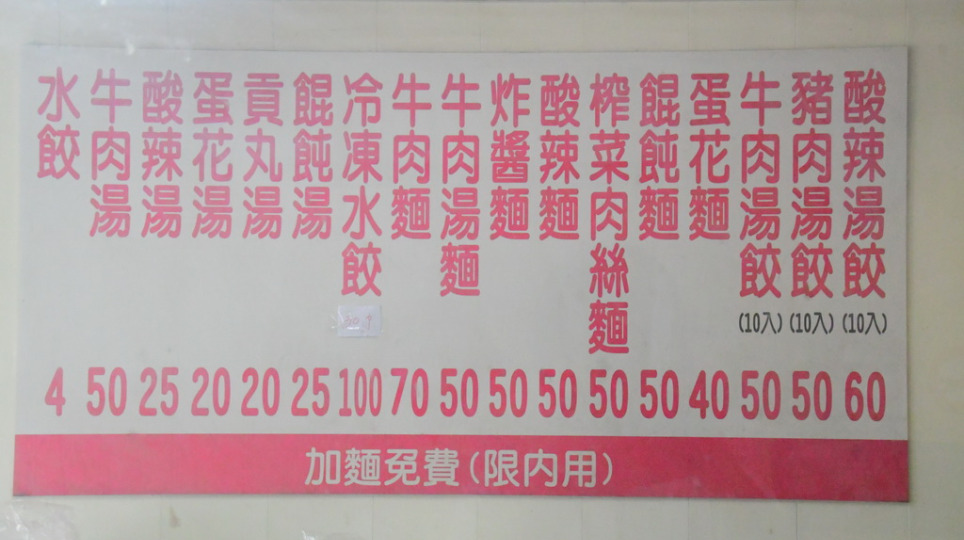 酸辣湯餃(10入) 60
豬肉湯餃(10入) 50
牛肉湯餃(10入) 50
蛋花麵 40
餛飩麵 50
榨菜肉絲麵 50
酸辣麵 50
炸醬麵 50
牛肉湯麵 50
牛肉麵 70
冷凍水餃 100
餛飩湯 25
貢丸湯 20
蛋花湯 20
酸辣湯 25
牛肉湯 50
水餃 4
加麵免費(限內用)